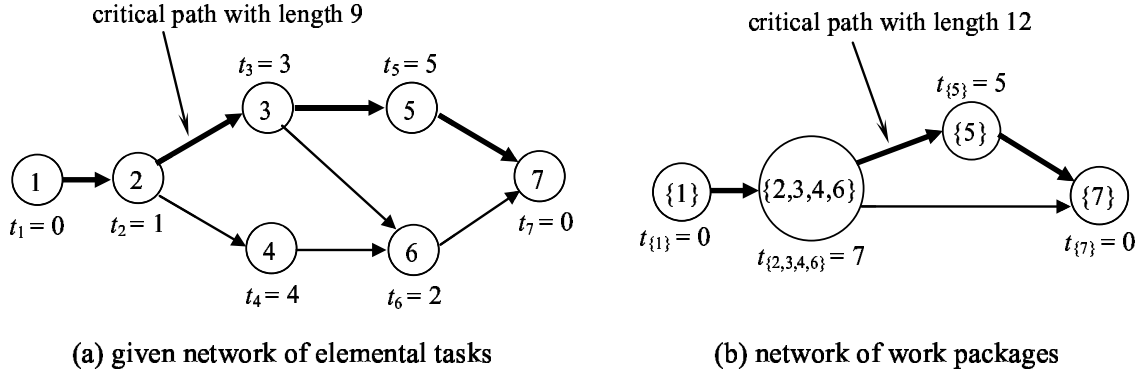 critical path with length 9
t3 = 3
t5 = 5
3
5
1
2
7
t1 = 0
t2 = 1
t7 = 0
4
6
t4 = 4
t6 = 2
(a) given network of elemental tasks
critical path with length 12
t{5} = 5
{5}
{1}
{2,3,4,6}
{7}
t{1} = 0
t{7} = 0
t{2,3,4,6} = 7
(b) network of work packages